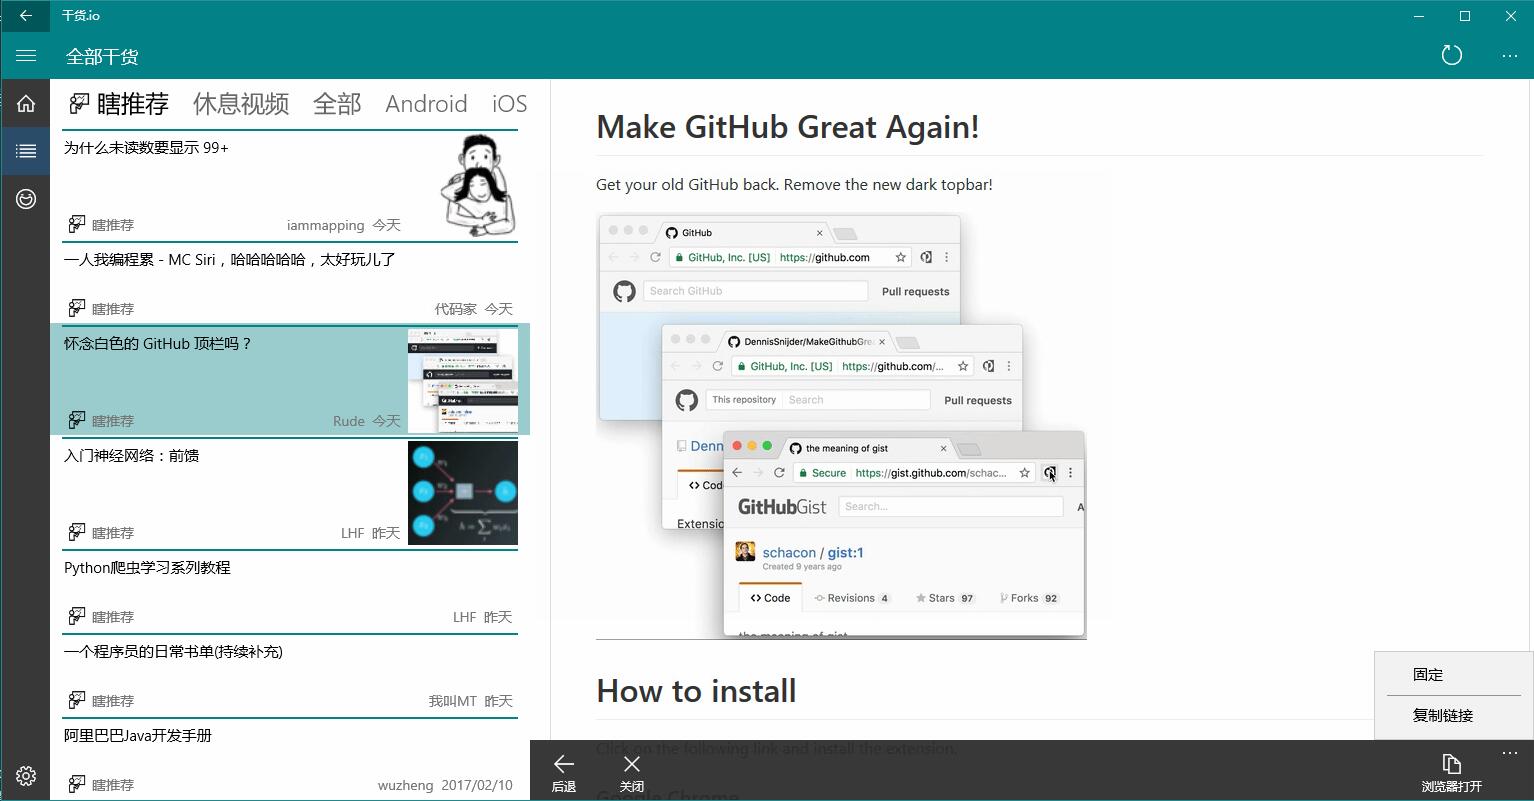 干货.io
全部干货
瞎推荐 休息视频 全部 Android iOS
为什么未读数要显示 99+
瞎推荐 iammapping 今天
一人我编程累 - MC Siri，哈哈哈哈哈，太好玩儿了
瞎推荐 代码家 今天
怀念白色的 GitHub 顶栏吗？
瞎推荐 Rude 今天
入门神经网络：前馈
瞎推荐 LHF 昨天
Python爬虫学习系列教程
瞎推荐 LHF 昨天
一个程序员的日常书单(持续补充)
瞎推荐 我叫MT 昨天
阿里巴巴Java开发手册
瞎推荐 wuzheng 2017/02/10
Make GitHub Great Again!
Get your old GitHub back. Remove the new dark topbar!
GitHub
GitHub, Inc. [US] https://github.com
Search GitHub Pull requests
DennisSnijder/MakeGithubGre
GitHub, Inc. [US] https://github.com/...
This repository Search Pull requests
Denn
Code
Extensio
the meaning of gist
Secure https://gist.github.com/schac...
GitHubGist Search... A
schacon / gist:1
Created 9 years ago
Code Revisions 4 Stars 97 Forks 92
the meaning of gist
How to install
Click on the following link and install the extension.
Google Chrome
固定
复制链接
后退 关闭 浏览器打开